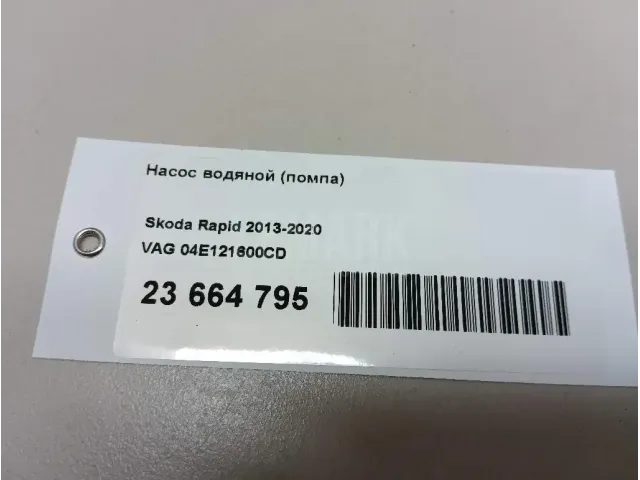 Насос водяной (помпа)
Skoda Rapid 2013-2020
VAG 04E121600CD
23 664 795